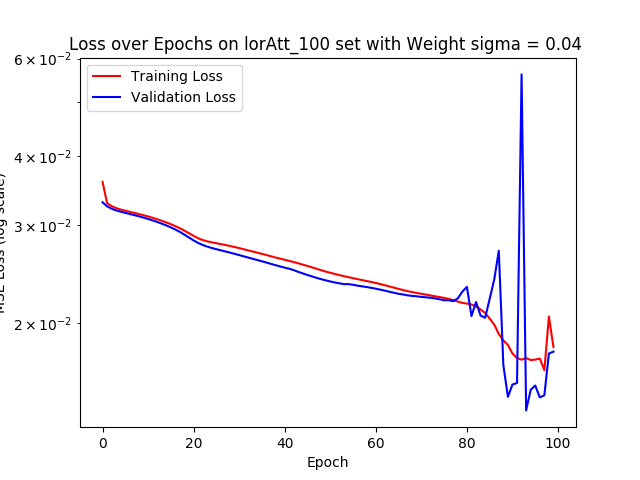 Loss over Epochs on lorAtt_100 set with Weight sigma = 0.04
Training Loss
Validation Loss
6 × 10⁻²
4 × 10⁻²
3 × 10⁻²
2 × 10⁻²
MSE Loss (log scale)
0 20 40 60 80 100
Epoch